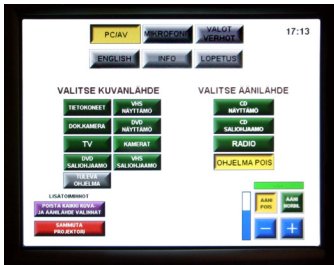 PC/AV MIKROFONI VALOT
VERHOT 17:13
ENGLISH INFO LOPETUS
VALITSE KUVANLÄHDE
TIETOKONEET VHS
NÄYTTÄMÖ
DOK.KAMERA DVD
NÄYTTÄMÖ
TV KAMERAT
DVD
SALIOHJAAMO VHS
SALIOHJAAMO
TULEVA
OHJELMA
LISÄTOIMINNOT
POISTA KAIKKI KUVA-
JA ÄÄNILÄHDE VALINNAT
SAMMUTA
PROJEKTORI
VALITSE ÄÄNILÄHDE
CD
NÄYTTÄMÖ
CD
SALIOHJAAMO
RADIO
OHJELMA POIS
ÄÄNI
POIS ÄÄNI
NORM.
− +